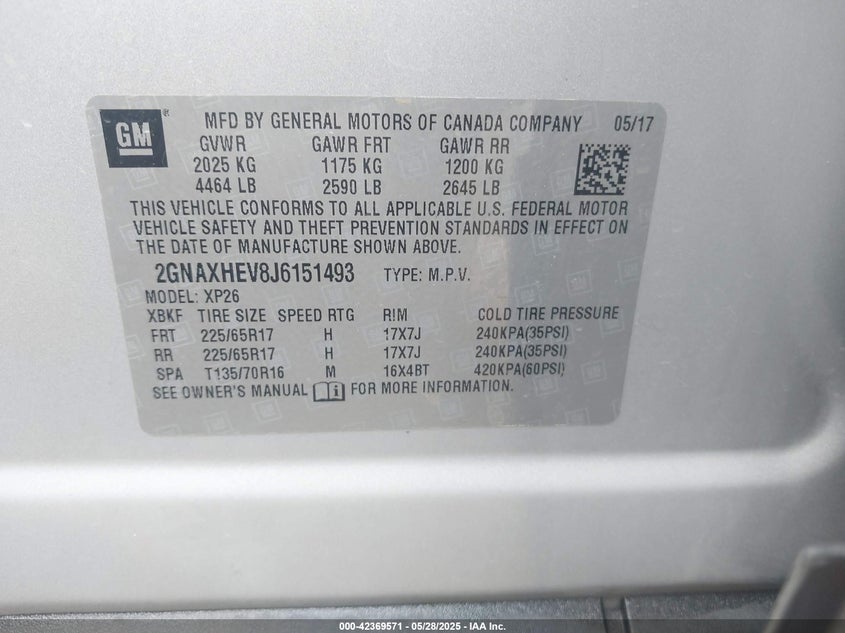 GM
MFD BY GENERAL MOTORS OF CANADA COMPANY 05/17
GVWR GAWR FRT GAWR RR
2025 KG 1175 KG 1200 KG
4464 LB 2590 LB 2645 LB
THIS VEHICLE CONFORMS TO ALL APPLICABLE U.S. FEDERAL MOTOR
VEHICLE SAFETY AND THEFT PREVENTION STANDARDS IN EFFECT ON
THE DATE OF MANUFACTURE SHOWN ABOVE.
2GNAXHEV8J6151493 TYPE: M.P.V.
MODEL: XP26
XBKF TIRE SIZE SPEED RTG RIM COLD TIRE PRESSURE
FRT 225/65R17 H 17X7J 240KPA(35PSI)
RR 225/65R17 H 17X7J 240KPA(35PSI)
SPA T135/70R16 M 16X4BT 420KPA(60PSI)
SEE OWNER'S MANUAL FOR MORE INFORMATION.
000-42369571 - 05/28/2025 - IAA Inc.